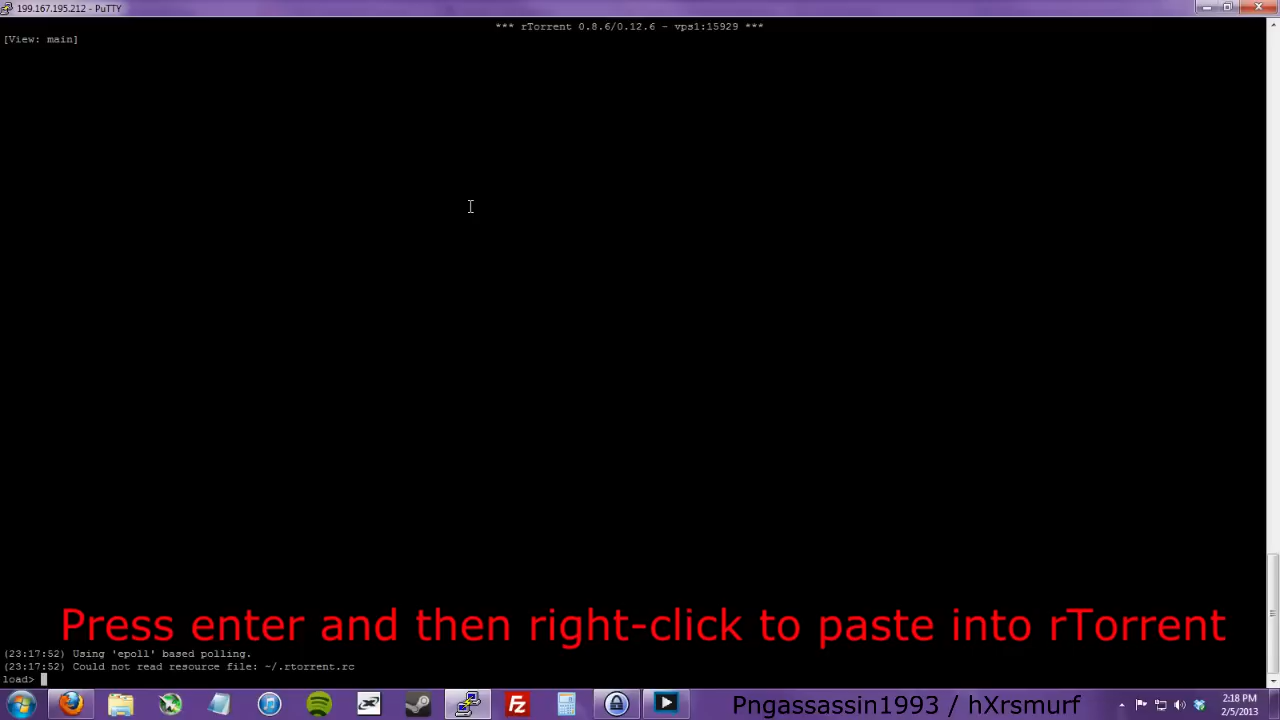 199.167.195.212 - PuTTY
*** rTorrent 0.8.6/0.12.6 - vps1:15929 ***
[View: main]
Press enter and then right-click to paste into rTorrent
(23:17:52) Using 'epoll' based polling.
(23:17:52) Could not read resource file: ~/.rtorrent.rc
load>
Pngassassin1993 / hXrsmurf
2:18 PM
2/5/2013